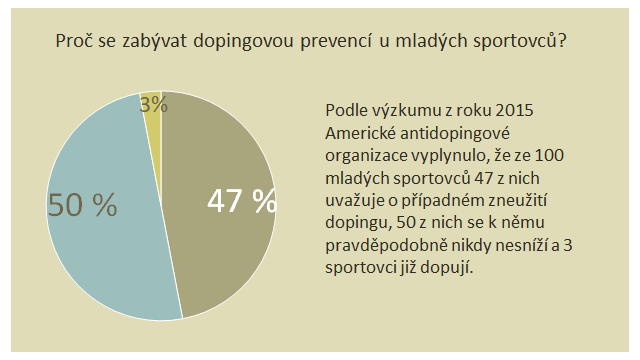 Proč se zabývat dopingovou prevencí u mladých sportovců?
3%
50 %
47 %
Podle výzkumu z roku 2015
Americké antidopingové
organizace vyplynulo, že ze 100
mladých sportovců 47 z nich
uvažuje o případném zneužití
dopingu, 50 z nich se k němu
pravděpodobně nikdy nesníží a 3
sportovci již dopují.